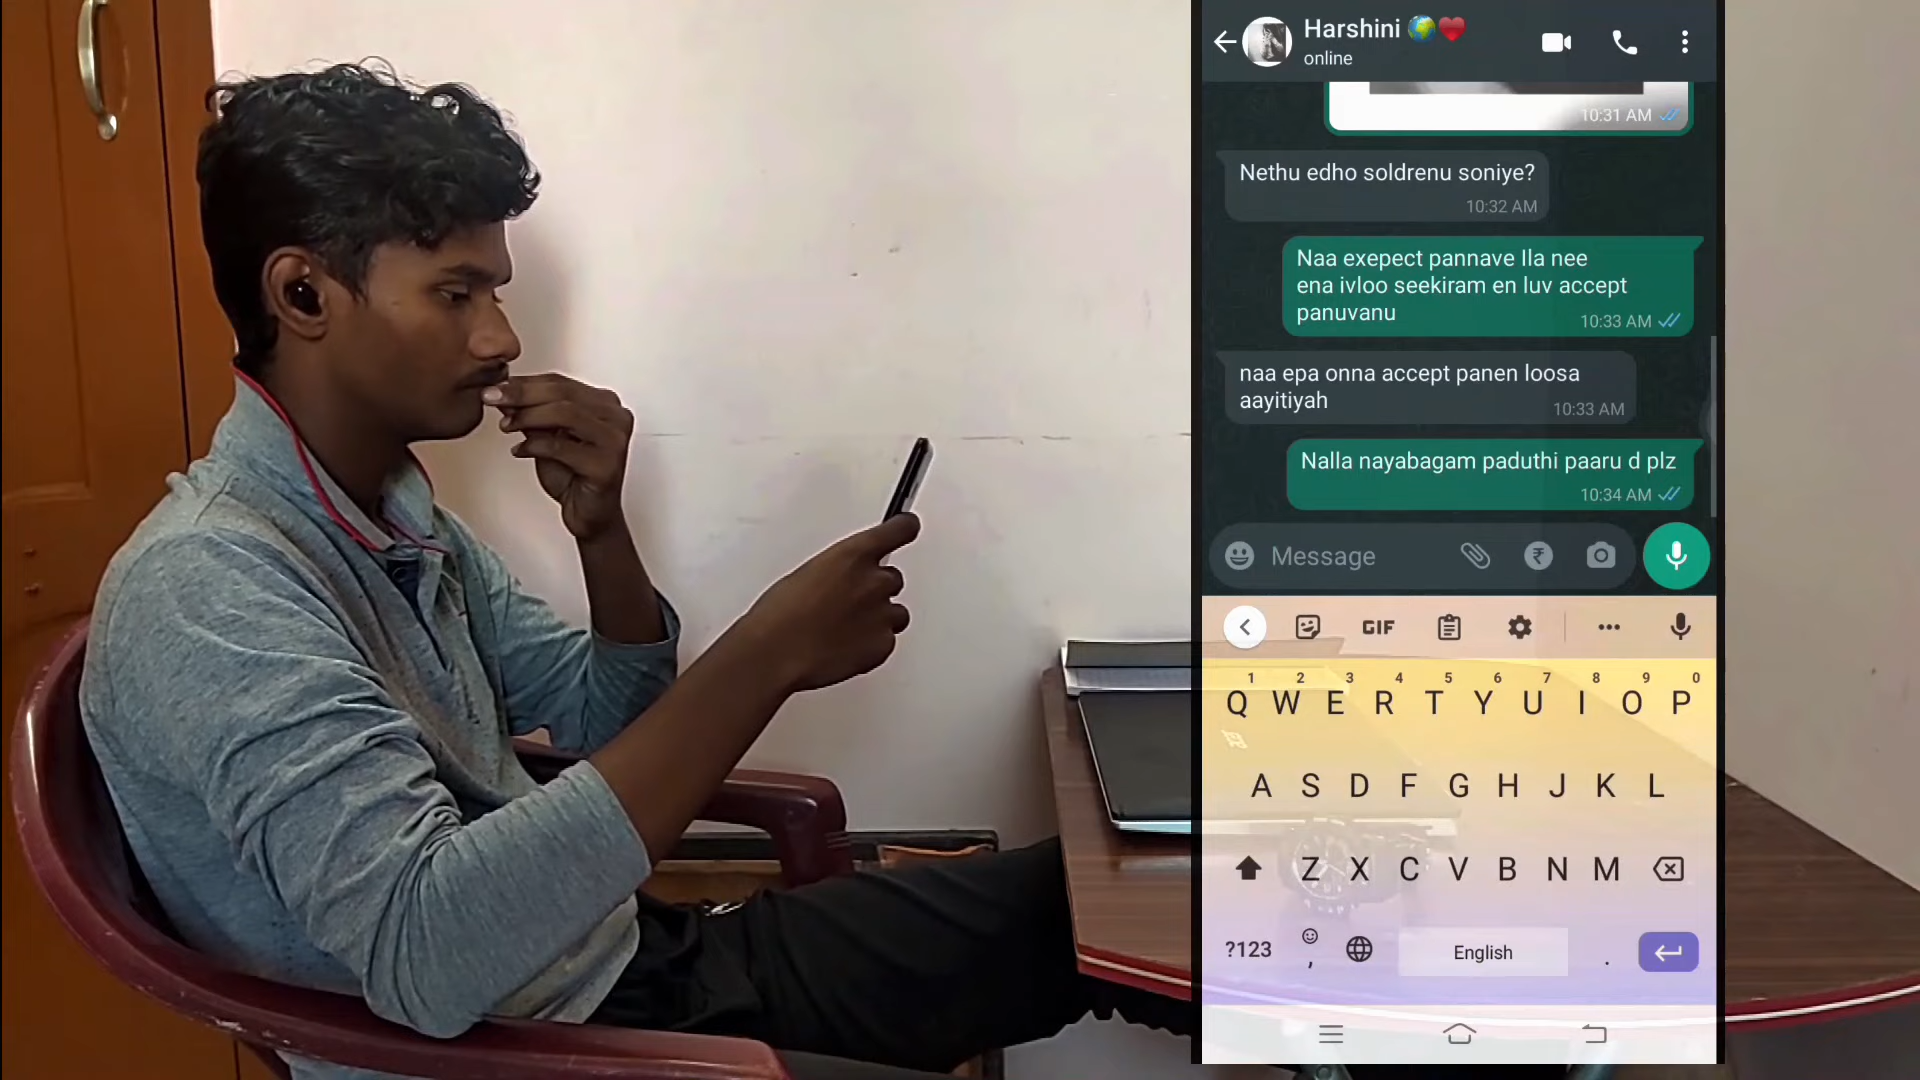 Harshini 🌍♥️
online
10:31 AM
Nethu edho soldrenu soniye?
10:32 AM
Naa exepect pannave lla nee
ena ivloo seekiram en luv accept
panuvanu
10:33 AM
naa epa onna accept panen loosa
aayitiyah
10:33 AM
Nalla nayabagam paduthi paaru d plz
10:34 AM
Message
GIF
1 2 3 4 5 6 7 8 9 0
Q W E R T Y U I O P
A S D F G H J K L
Z X C V B N M
?123 , English .